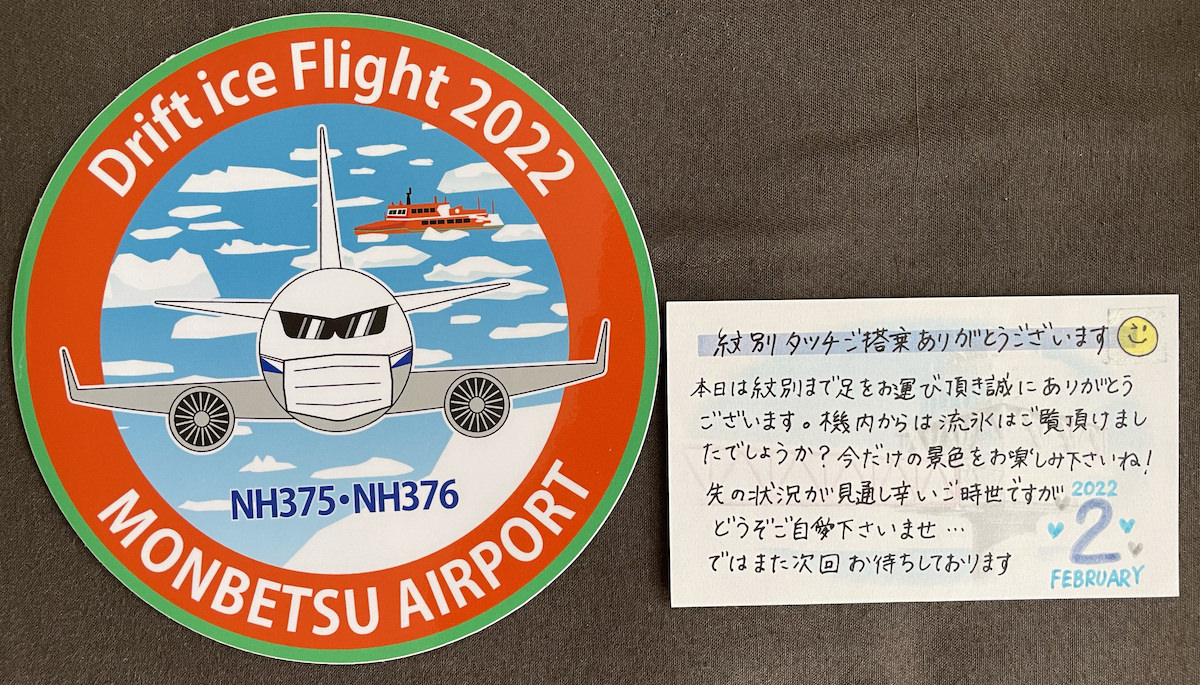 Drift ice Flight 2022
NH375・NH376
MONBETSU AIRPORT
紋別タッチご搭乗ありがとうございます
本日は紋別まで足をお運び頂き誠にありがとう
ございます。機内からは流氷はご覧頂けまし
たでしょうか？今だけの景色をお楽しみ下さいね！
先の状況が見通し辛いご時世ですが
どうぞご自愛下さいませ…
ではまた次回お待ちしております
2022
2
FEBRUARY